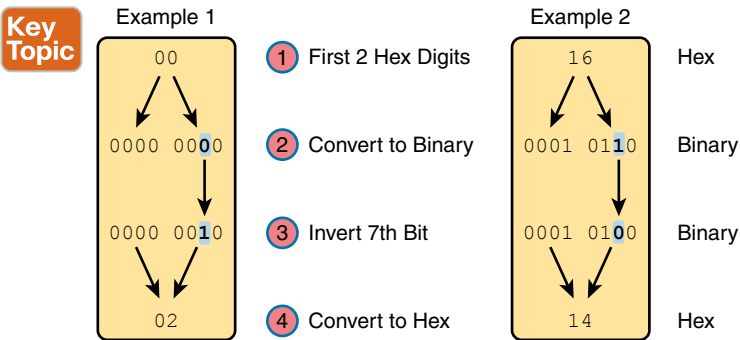 Key
Topic
Example 1
Example 2
00
1 First 2 Hex Digits
16
Hex
0000 0000
2 Convert to Binary
0001 0110
Binary
0000 0010
3 Invert 7th Bit
0001 0100
Binary
02
4 Convert to Hex
14
Hex